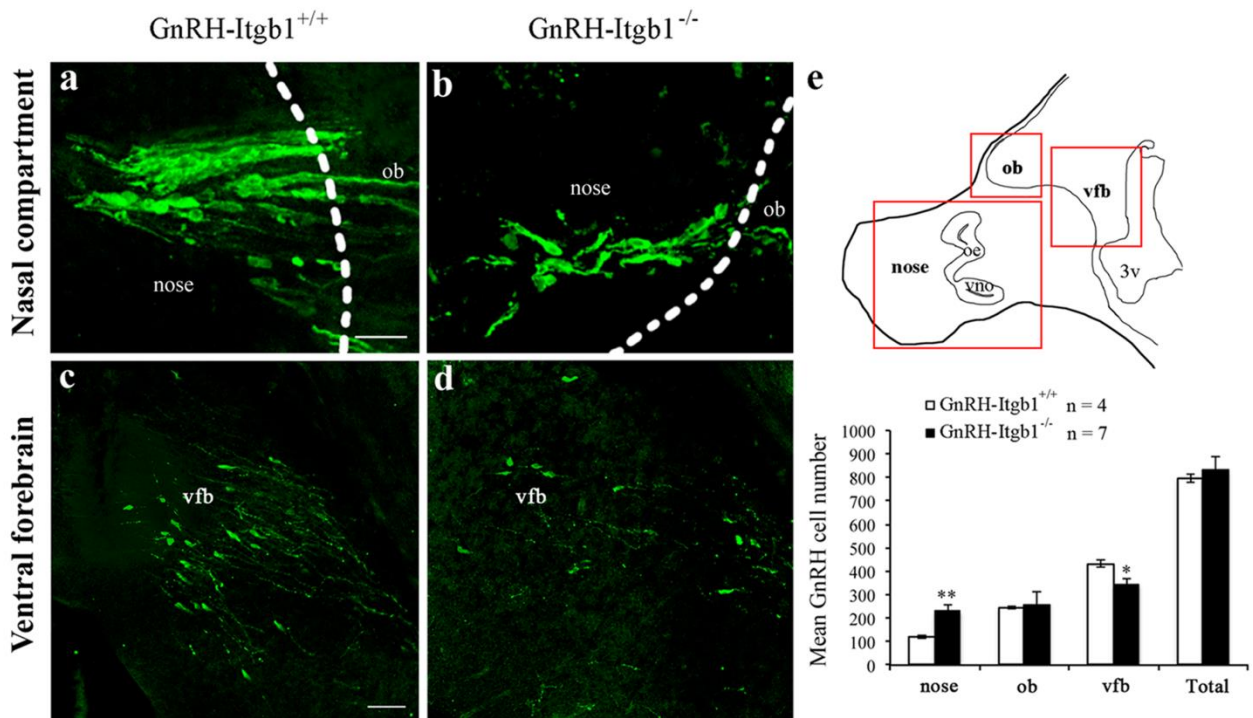 GnRH-Itgb1+/+ GnRH-Itgb1-/-
Nasal compartment
a
ob
nose
b
nose
ob
Ventral forebrain
c
vfb
d
vfb
e
ob
vfb
nose
oe
vno
3v
GnRH-Itgb1+/+ n = 4
GnRH-Itgb1-/- n = 7
Mean GnRH cell number
1000
900
800
700
600
500
400
300
200
100
0
**
*
nose ob vfb Total